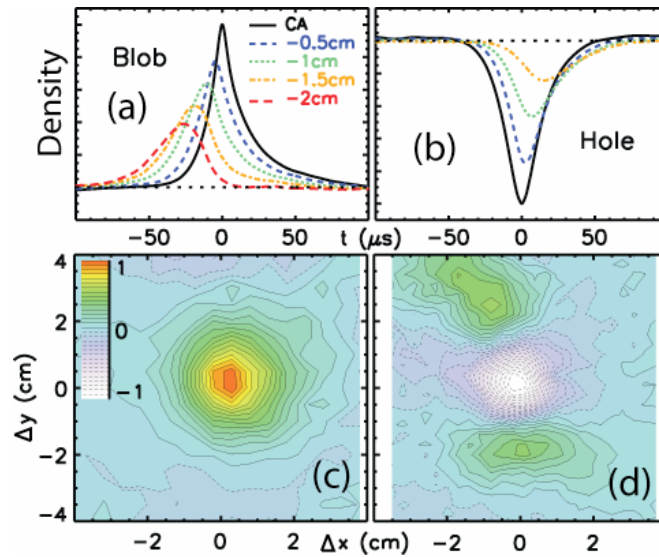 Density
Blob
(a)
CA
−0.5cm
−1cm
−1.5cm
−2cm
(b)
Hole
−50 0 50 t (μs) −50 0 50
4
2
0
−2
−4
Δy (cm)
1
0
−1
(c)
(d)
−2 0 2 Δx (cm) −2 0 2